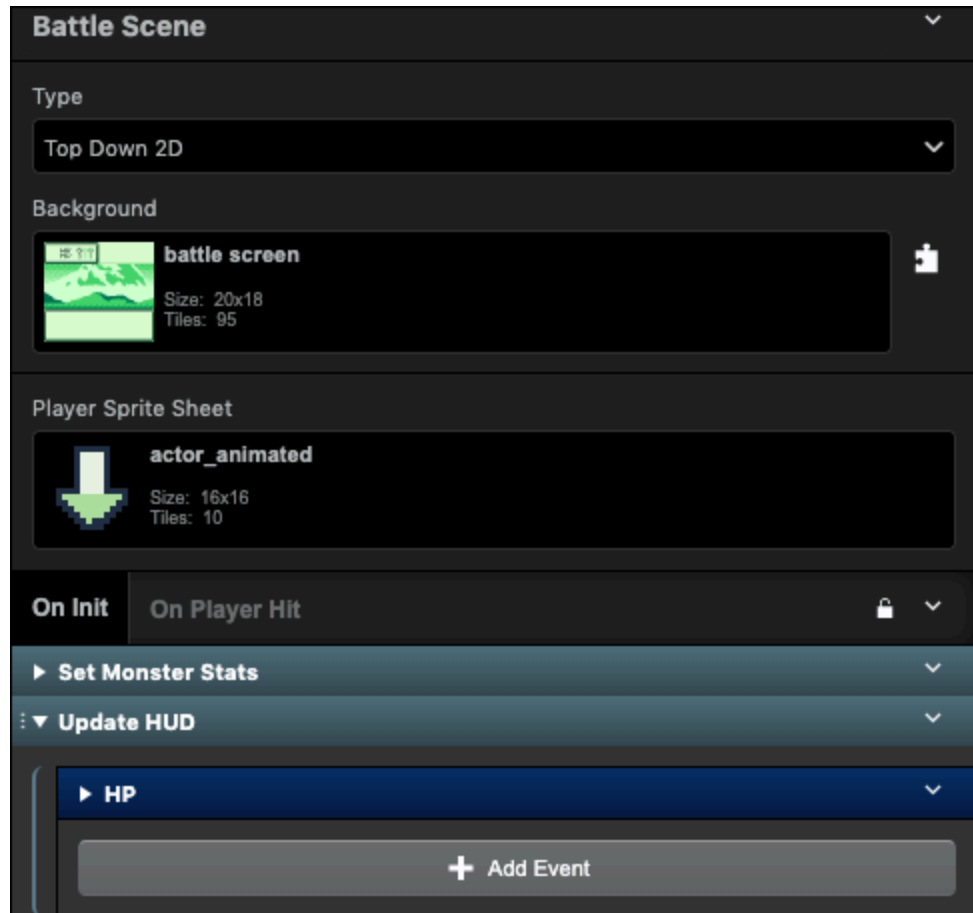 Battle Scene
Type
Top Down 2D
Background
battle screen
Size: 20x18
Tiles: 95
Player Sprite Sheet
actor_animated
Size: 16x16
Tiles: 10
On Init
On Player Hit
Set Monster Stats
Update HUD
HP
Add Event